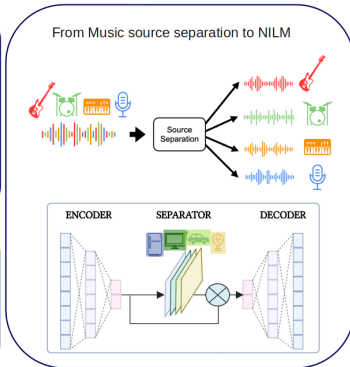 From Music source separation to NILM
Source
Separation
ENCODER SEPARATOR DECODER